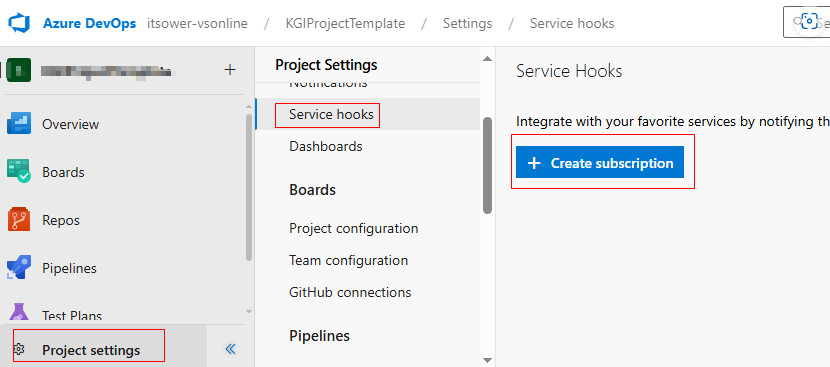 Azure DevOps itsower-vsonline / KGIProjectTemplate / Settings / Service hooks
+
Overview
Boards
Repos
Pipelines
Test Plans
Project settings
Project Settings
Notifications
Service hooks
Dashboards
Boards
Project configuration
Team configuration
GitHub connections
Pipelines
Service Hooks
Integrate with your favorite services by notifying th
+ Create subscription